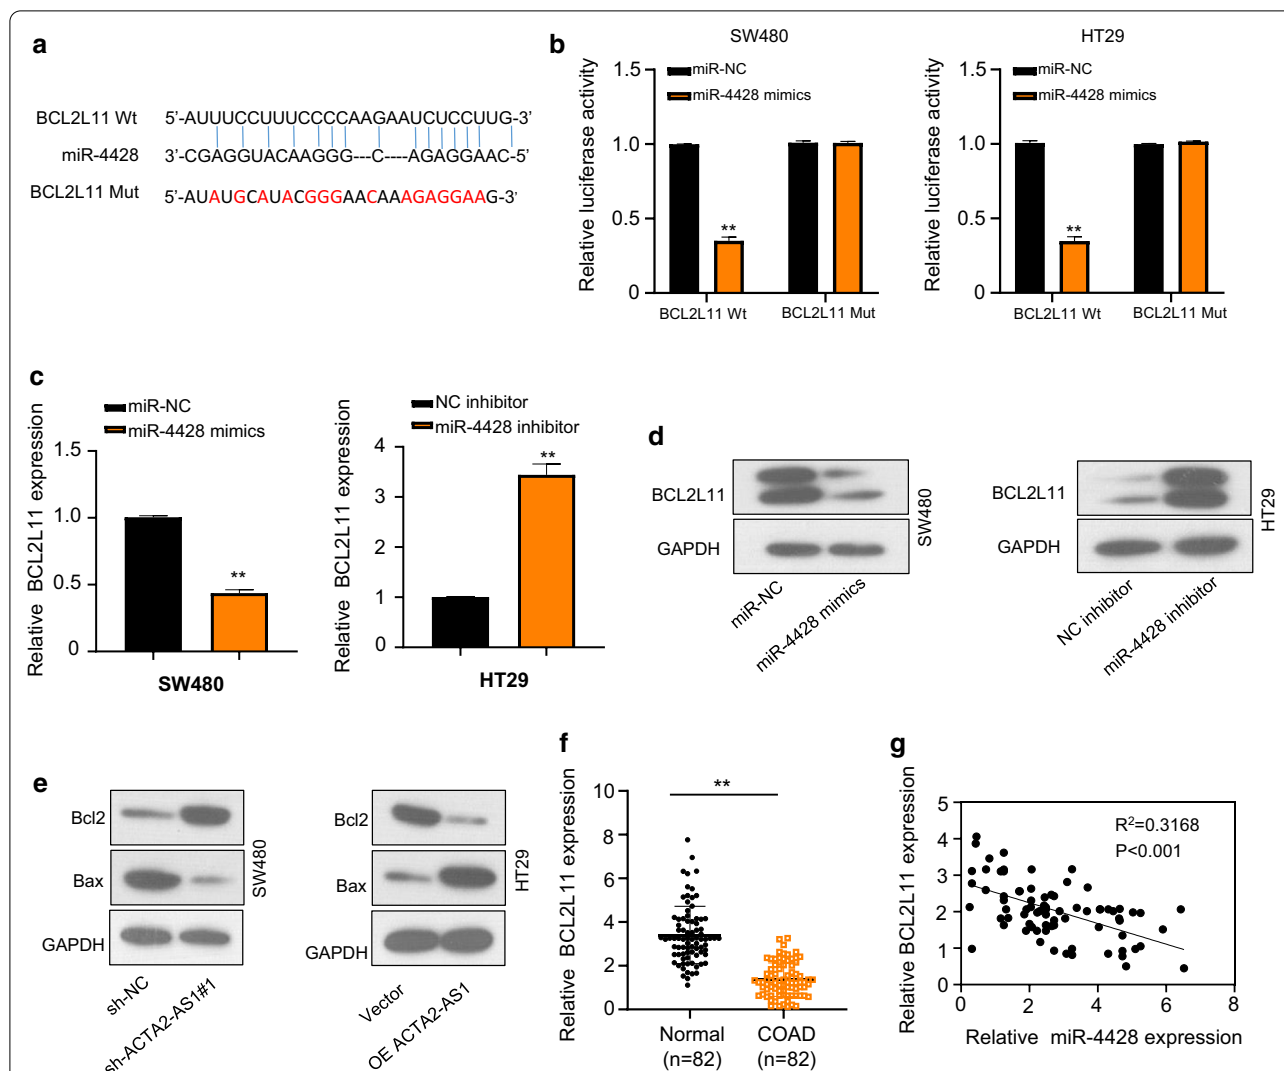 a
BCL2L11 Wt 5'-AUUUCCUUUCCCCAAGAAUCUCCUUG-3'
miR-4428 3'-CGAGGUACAAGGG---C----AGAGGAAC-5'
BCL2L11 Mut 5'-AUAUGCAUACGGGAACAAAGAGGAAG-3'
b
SW480
miR-NC
miR-4428 mimics
Relative luciferase activity
1.5
1.0
0.5
0
**
BCL2L11 Wt BCL2L11 Mut
HT29
miR-NC
miR-4428 mimics
Relative luciferase activity
1.5
1.0
0.5
0
**
BCL2L11 Wt BCL2L11 Mut
c
miR-NC
miR-4428 mimics
Relative BCL2L11 expression
1.5
1.0
0.5
0
**
SW480
NC inhibitor
miR-4428 inhibitor
Relative BCL2L11 expression
4
3
2
1
0
**
HT29
d
BCL2L11
GAPDH
SW480
miR-NC
miR-4428 mimics
BCL2L11
GAPDH
HT29
NC inhibitor
miR-4428 inhibitor
e
Bcl2
Bax
GAPDH
SW480
sh-NC
sh-ACTA2-AS1#1
Bcl2
Bax
GAPDH
HT29
Vector
OE ACTA2-AS1
f
Relative BCL2L11 expression
10
8
6
4
2
0
**
Normal COAD
(n=82) (n=82)
g
Relative BCL2L11 expression
5
4
3
2
1
0
R²=0.3168
P<0.001
0 2 4 6 8
Relative miR-4428 expression